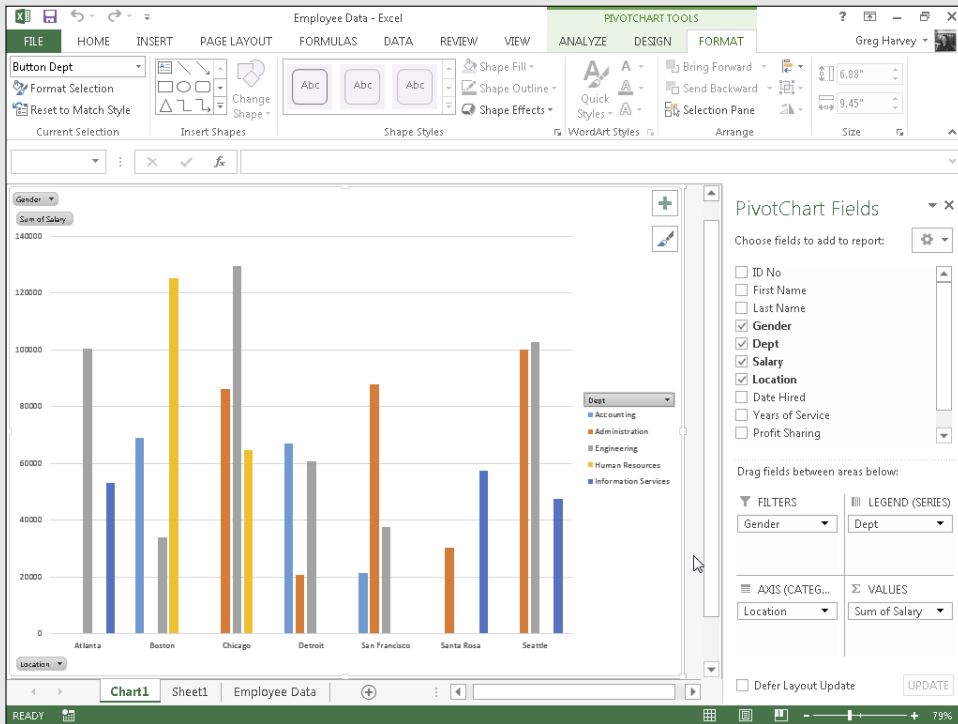 Employee Data - Excel
PIVOTCHART TOOLS
?
FILE HOME INSERT PAGE LAYOUT FORMULAS DATA REVIEW VIEW ANALYZE DESIGN FORMAT Greg Harvey
Button Dept
Format Selection
Reset to Match Style
Current Selection
Change
Shape
Insert Shapes
Abc Abc Abc
Shape Fill
Shape Outline
Shape Effects
Shape Styles
Quick
Styles
WordArt Styles
Bring Forward
Send Backward
Selection Pane
Arrange
6.88"
9.45"
Size
fx
Gender
Sum of Salary
140000
120000
100000
80000
60000
40000
20000
0
Atlanta Boston Chicago Detroit San Francisco Santa Rosa Seattle
Location
Dept
Accounting
Administration
Engineering
Human Resources
Information Services
PivotChart Fields
Choose fields to add to report:
ID No
First Name
Last Name
Gender
Dept
Salary
Location
Date Hired
Years of Service
Profit Sharing
Drag fields between areas below:
FILTERS
Gender
LEGEND (SERIES)
Dept
AXIS (CATEG...
Location
Σ VALUES
Sum of Salary
Defer Layout Update
UPDATE
Chart1 Sheet1 Employee Data
READY
79%